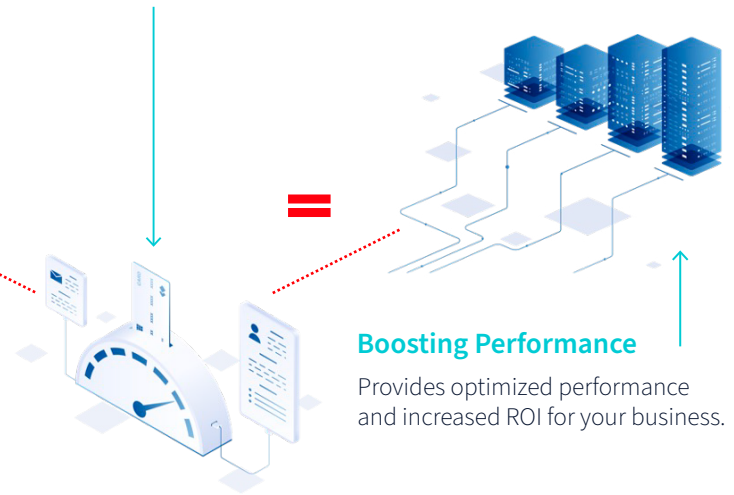 Boosting Performance
Provides optimized performance
and increased ROI for your business.